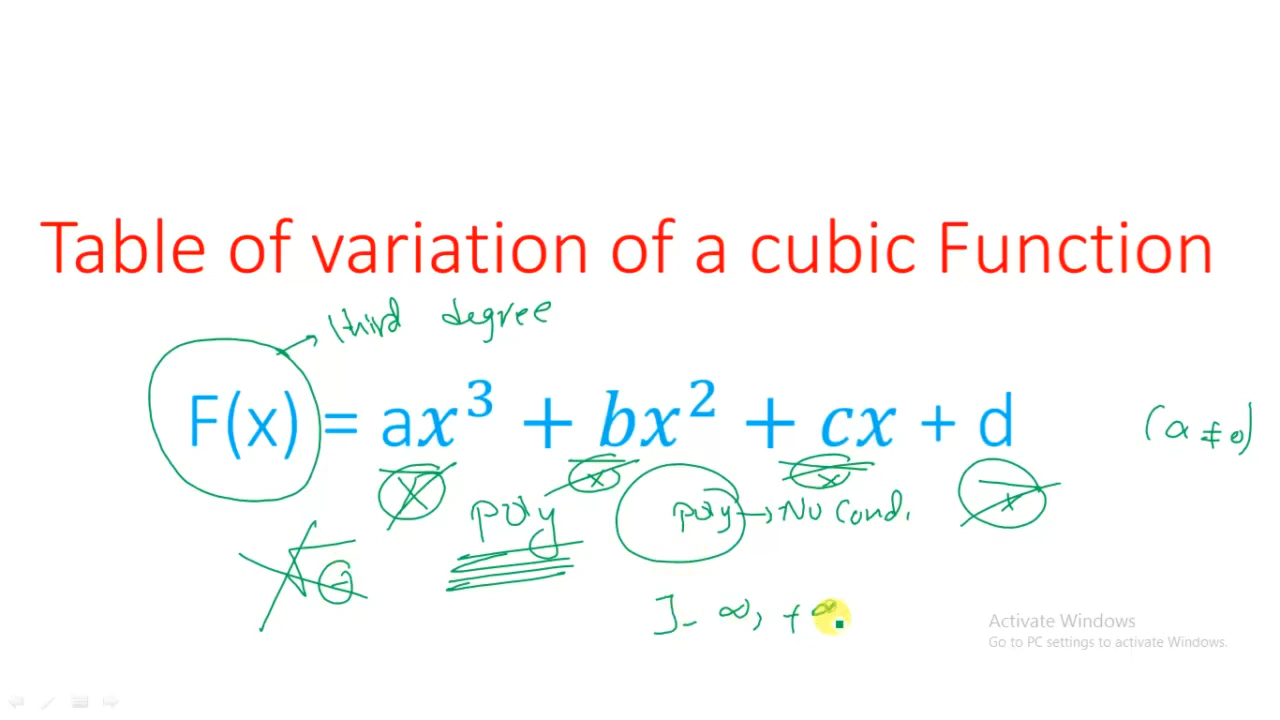 Table of variation of a cubic Function
third degree
F(x) = ax³ + bx² + cx + d (a ≠ 0)
x x x x
poly poly → No Cond.
√-
]- ∞, + ∞
Activate Windows
Go to PC settings to activate Windows.